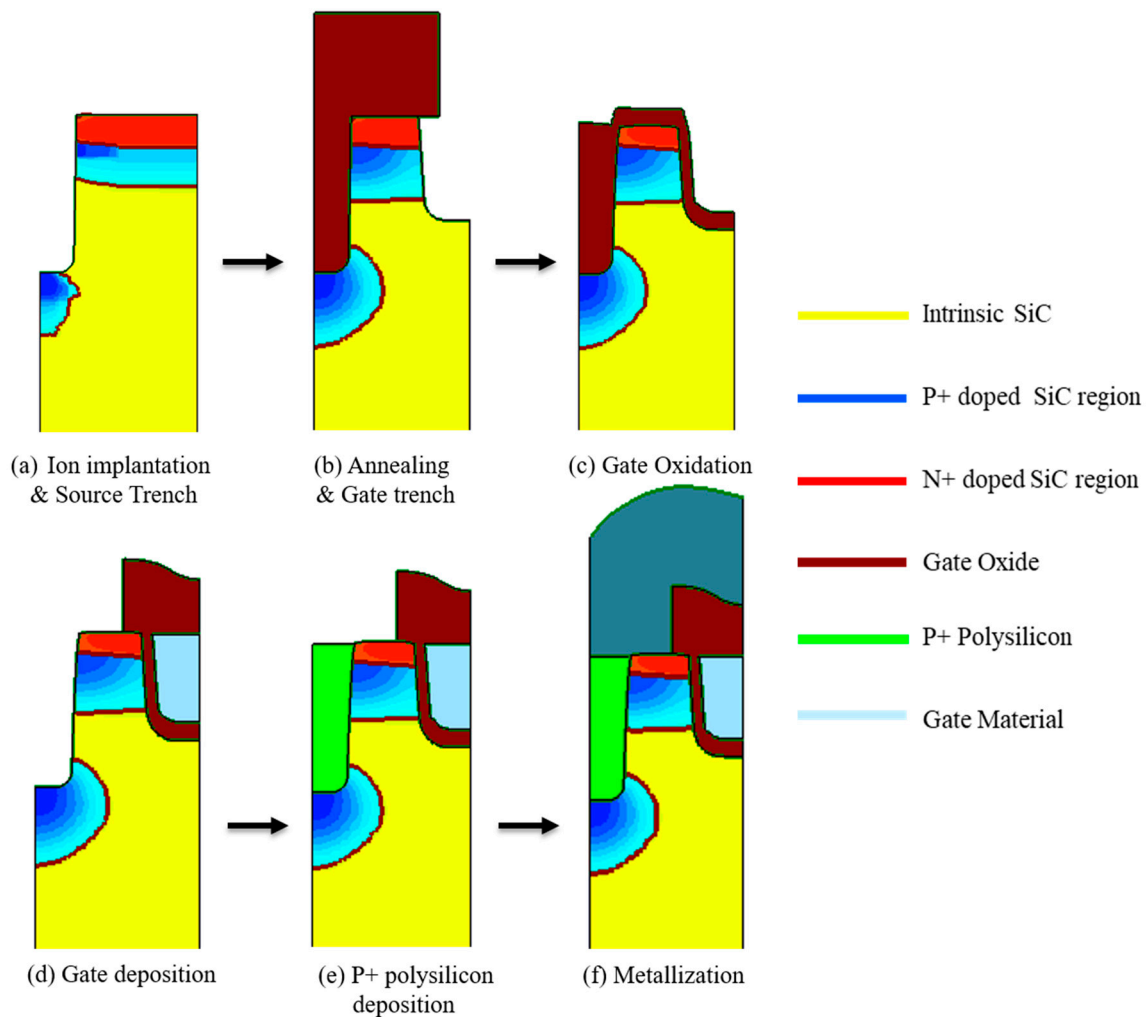 (a) Ion implantation
& Source Trench
(b) Annealing
& Gate trench
(c) Gate Oxidation
Intrinsic SiC
P+ doped SiC region
N+ doped SiC region
Gate Oxide
P+ Polysilicon
Gate Material
(d) Gate deposition
(e) P+ polysilicon
deposition
(f) Metallization